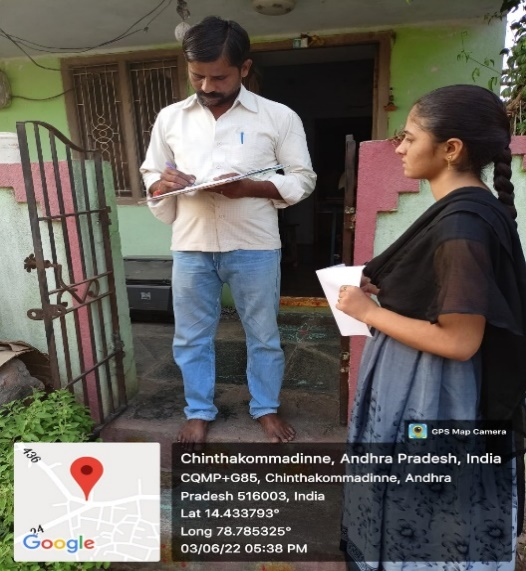 GPS Map Camera
436
24
Google
Chinthakommadinne, Andhra Pradesh, India
CQMP+G85, Chinthakommadinne, Andhra
Pradesh 516003, India
Lat 14.433793°
Long 78.785325°
03/06/22 05:38 PM